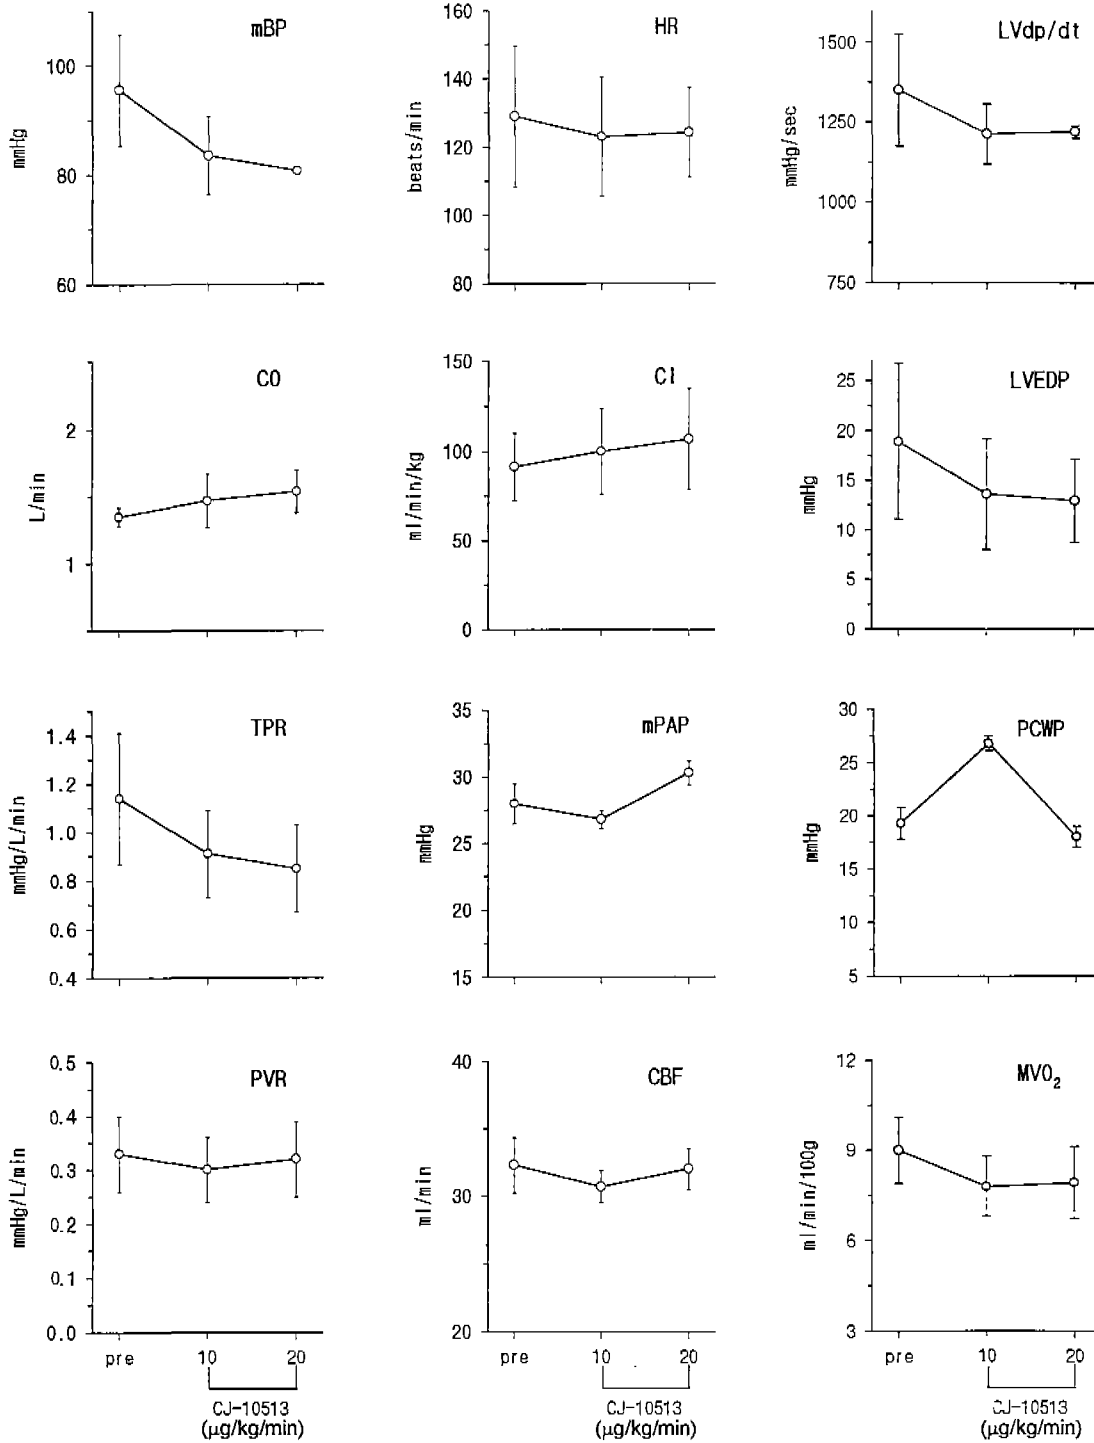 mBP
mmHg
100
80
60
HR
beats/min
160
140
120
100
80
LVdp/dt
mmHg/sec
1500
1250
1000
750
CO
L/min
2
1
CI
ml/min/kg
150
100
50
0
LVEDP
mmHg
25
20
15
10
5
0
TPR
mmHg/L/min
1.4
1.2
1.0
0.8
0.6
0.4
mPAP
mmHg
35
30
25
20
15
PCWP
mmHg
30
25
20
15
10
5
PVR
mmHg/L/min
0.5
0.4
0.3
0.2
0.1
0.0
pre 10 20
CJ-10513
(μg/kg/min)
CBF
ml/min
40
30
20
pre 10 20
CJ-10513
(μg/kg/min)
MVO₂
ml/min/100g
12
9
6
3
pre 10 20
CJ-10513
(μg/kg/min)